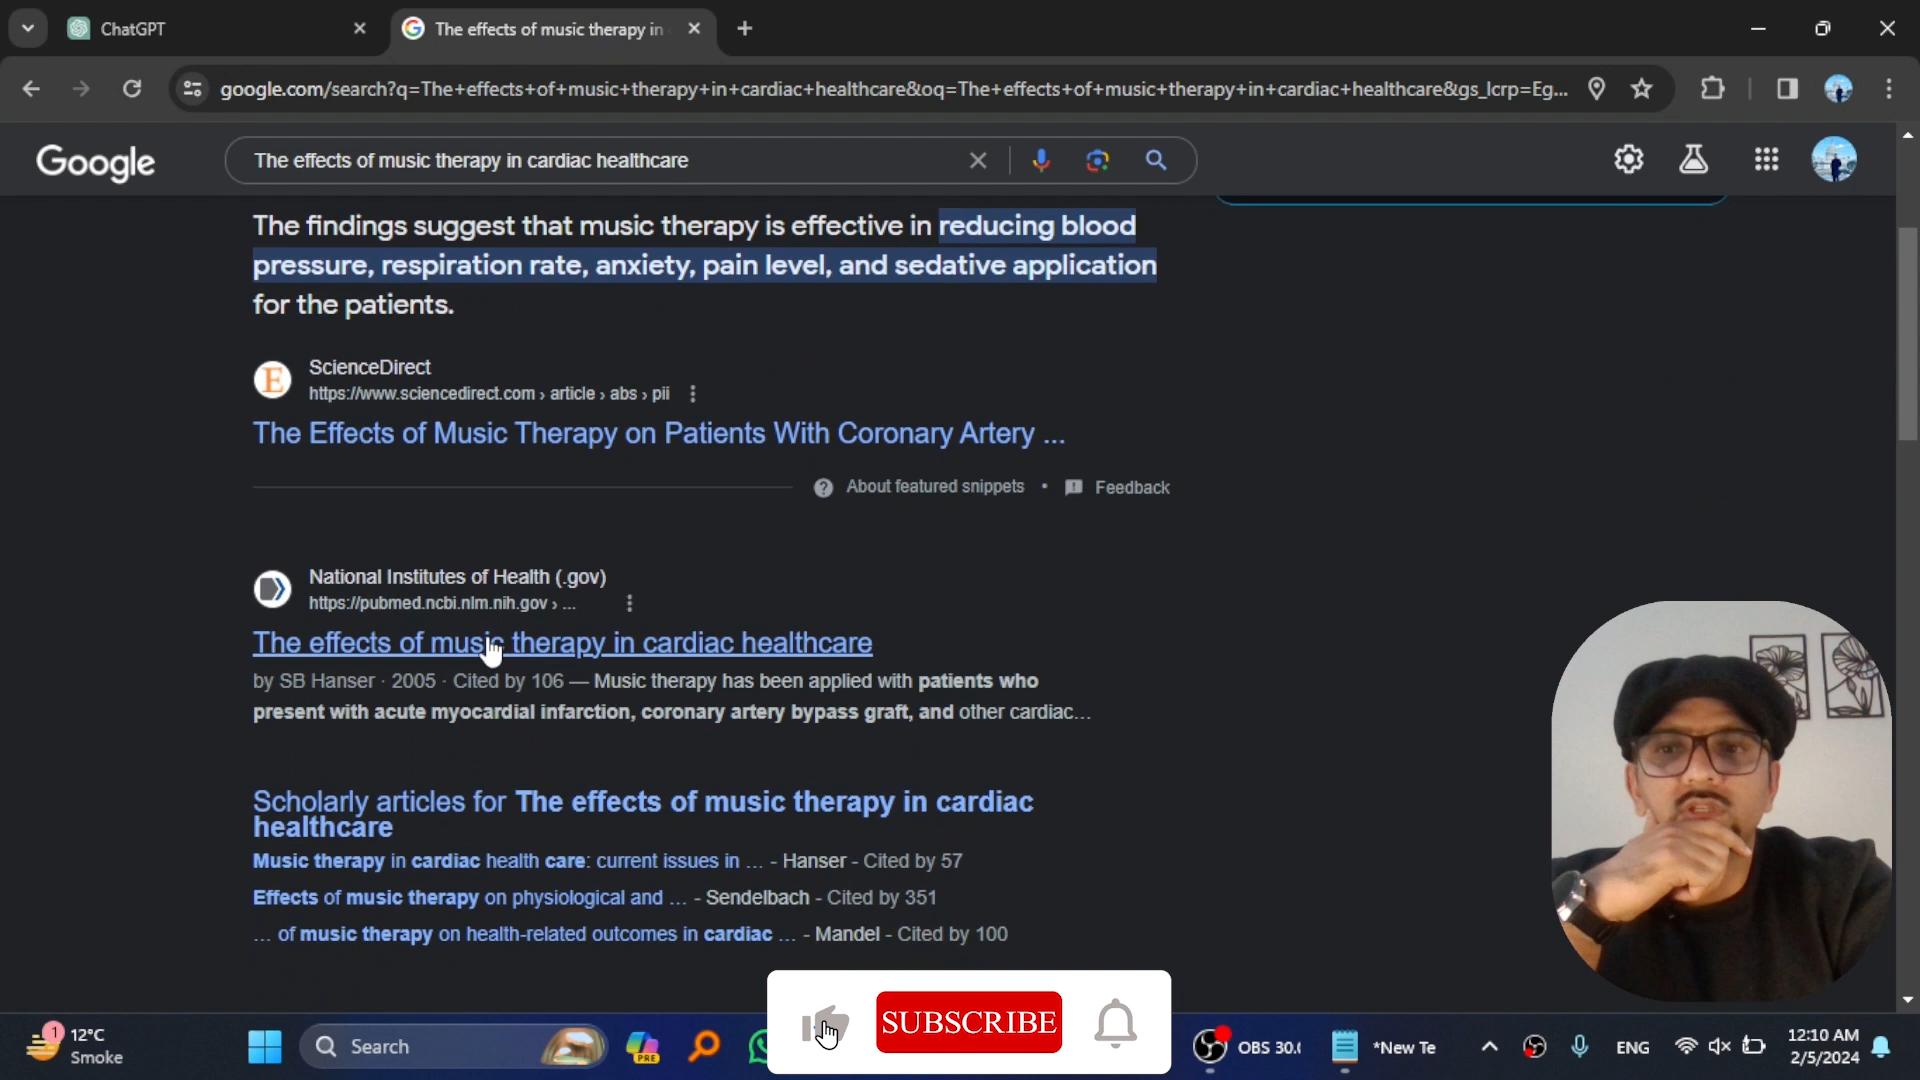 ChatGPT
The effects of music therapy in
google.com/search?q=The+effects+of+music+therapy+in+cardiac+healthcare&oq=The+effects+of+music+therapy+in+cardiac+healthcare&gs_lcrp=Eg...
Google
The effects of music therapy in cardiac healthcare
The findings suggest that music therapy is effective in reducing blood
pressure, respiration rate, anxiety, pain level, and sedative application
for the patients.
E
ScienceDirect
https://www.sciencedirect.com › article › abs › pii
The Effects of Music Therapy on Patients With Coronary Artery ...
About featured snippets • Feedback
National Institutes of Health (.gov)
https://pubmed.ncbi.nlm.nih.gov › ...
The effects of music therapy in cardiac healthcare
by SB Hanser · 2005 · Cited by 106 — Music therapy has been applied with patients who
present with acute myocardial infarction, coronary artery bypass graft, and other cardiac...
Scholarly articles for The effects of music therapy in cardiac
healthcare
Music therapy in cardiac health care: current issues in ... - Hanser - Cited by 57
Effects of music therapy on physiological and ... - Sendelbach - Cited by 351
... of music therapy on health-related outcomes in cardiac ... - Mandel - Cited by 100
SUBSCRIBE
1
12°C
Smoke
Search
PRE
OBS 30.(
*New Te
ENG
12:10 AM
2/5/2024